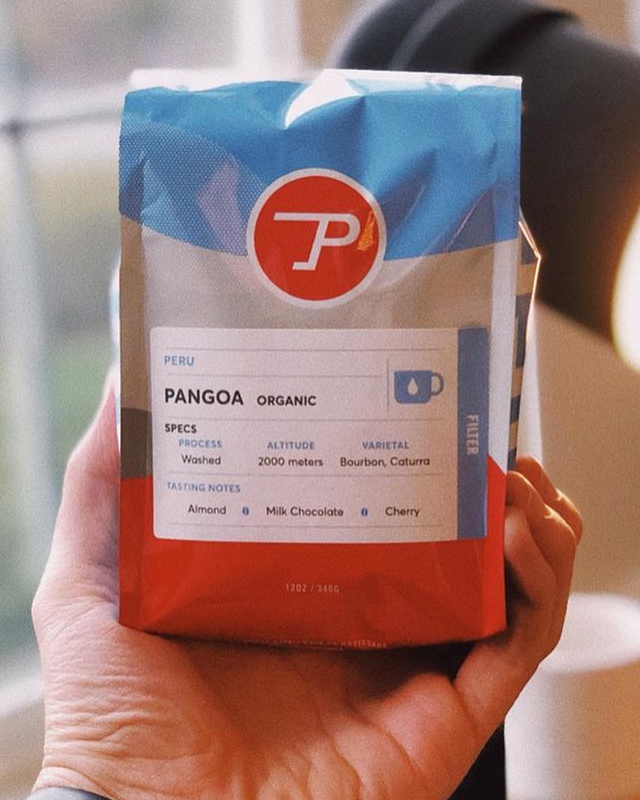 P
PERU
PANGOA ORGANIC
SPECS
PROCESS ALTITUDE VARIETAL
Washed 2000 meters Bourbon, Caturra
TASTING NOTES
Almond Milk Chocolate Cherry
FILTER
12OZ / 340G